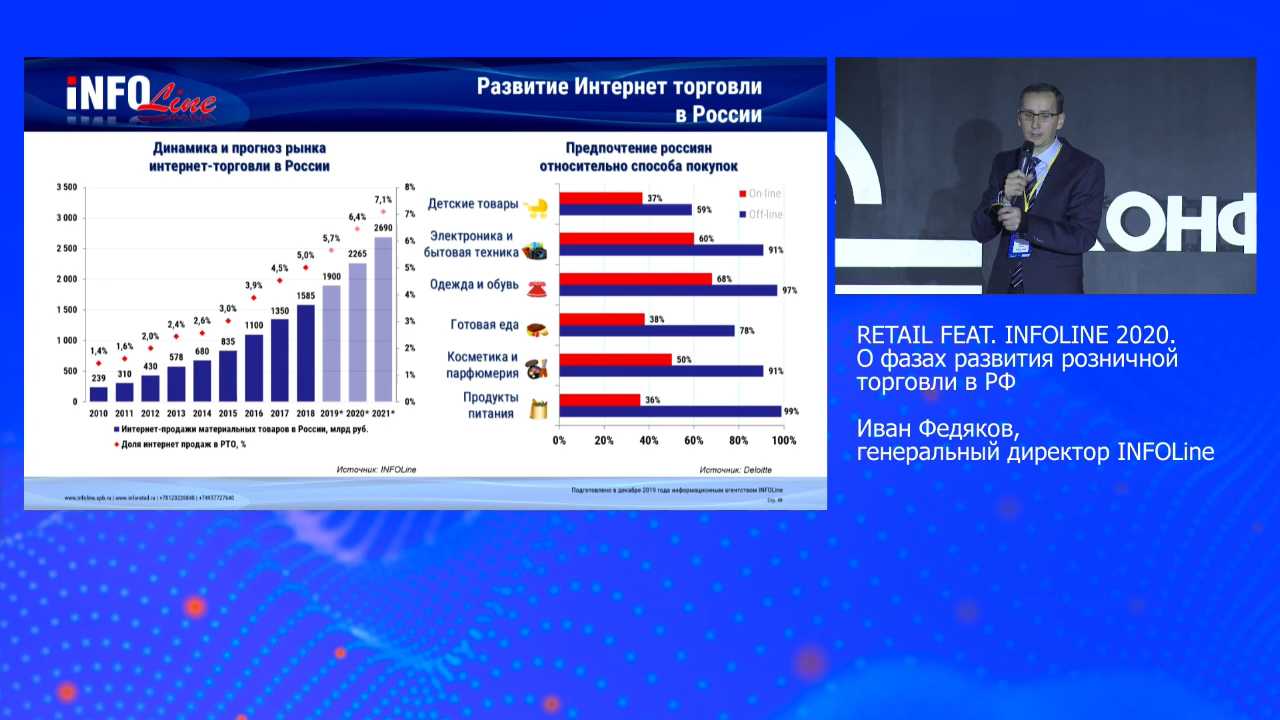 iNFO Line
Развитие Интернет торговли
в России
Динамика и прогноз рынка
интернет-торговли в России
3 500
3 000
2 500
2 000
1 500
1 000
500
0
8%
7%
6%
5%
4%
3%
2%
1%
0%
1,4%
1,6%
2,0%
2,4%
2,6%
3,0%
3,9%
4,5%
5,0%
5,7%
6,4%
7,1%
239
310
430
578
680
835
1100
1350
1585
1900
2265
2690
2010 2011 2012 2013 2014 2015 2016 2017 2018 2019* 2020* 2021*
Интернет-продажи материальных товаров в России, млрд руб.
Доля интернет продаж в РТО, %
Источник: INFOLine
Предпочтение россиян
относительно способа покупок
On-line
Off-line
Детские товары
37%
59%
Электроника и
бытовая техника
60%
91%
Одежда и обувь
68%
97%
Готовая еда
38%
78%
Косметика и
парфюмерия
50%
91%
Продукты
питания
36%
99%
0% 20% 40% 60% 80% 100%
Источник: Deloitte
www.infoline.spb.ru | www.inforetail.ru | +78123226848 | +74957727640
Подготовлено в декабре 2019 года информационным агентством INFOLine
Стр. 49
КОНФ
RETAIL FEAT. INFOLINE 2020.
О фазах развития розничной
торговли в РФ
Иван Федяков,
генеральный директор INFOLine